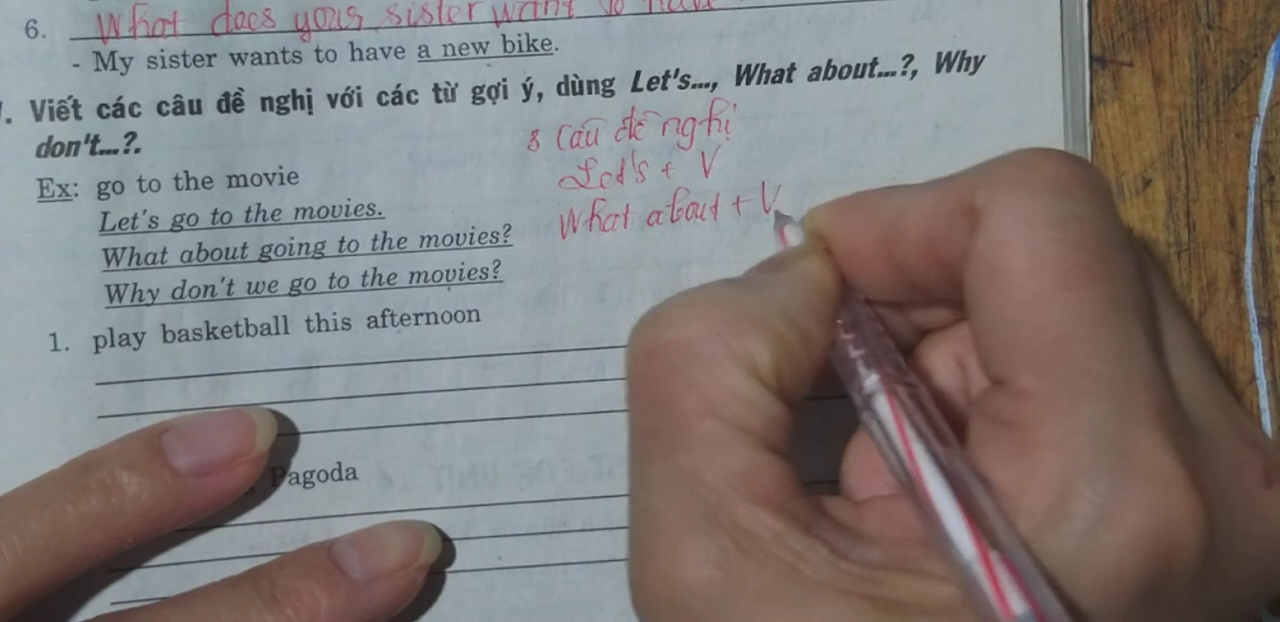 6. What does your sister want to have
- My sister wants to have a new bike.
. Viết các câu đề nghị với các từ gợi ý, dùng Let's..., What about...?, Why
don't...?.
Ex: go to the movie
Let's go to the movies.
What about going to the movies?
Why don't we go to the movies?
Câu đề nghị
Let's + V
What about + V
1. play basketball this afternoon
Pagoda